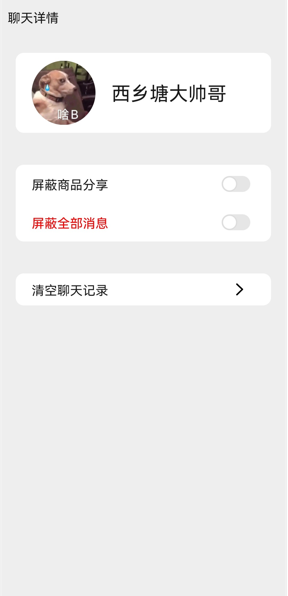 聊天详情
啥B
西乡塘大帅哥
屏蔽商品分享
屏蔽全部消息
清空聊天记录